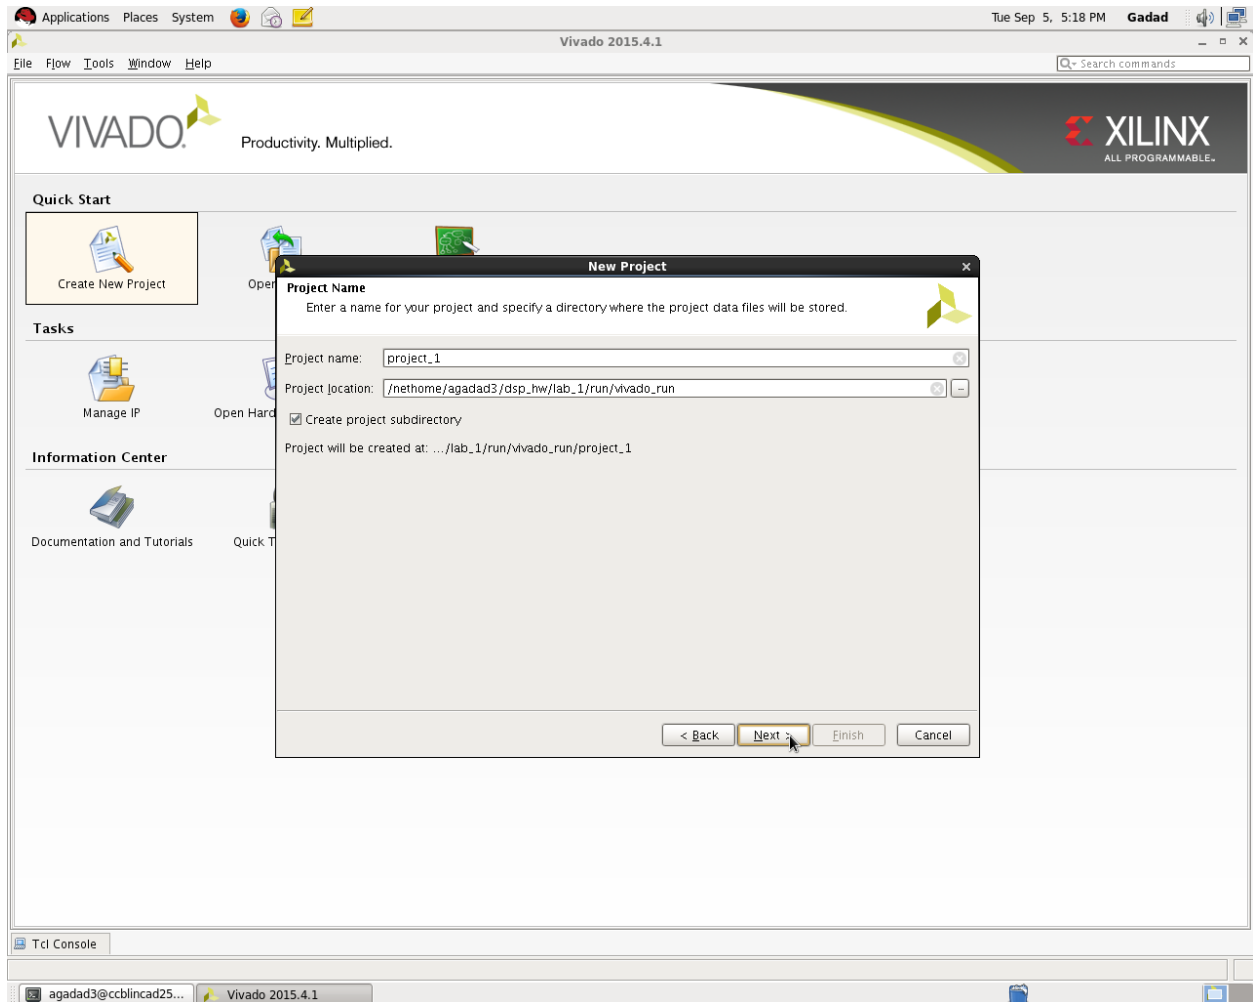 Applications Places System Tue Sep 5, 5:18 PM Gadad
Vivado 2015.4.1
File Flow Tools Window Help Search commands
VIVADO. Productivity. Multiplied. XILINX
ALL PROGRAMMABLE.
Quick Start
Create New Project Open
New Project
Project Name
Enter a name for your project and specify a directory where the project data files will be stored.
Tasks
Project name: project_1
Project location: /nethome/agadad3/dsp_hw/lab_1/run/vivado_run
Manage IP Open Hard
Create project subdirectory
Project will be created at: .../lab_1/run/vivado_run/project_1
Information Center
Documentation and Tutorials Quick T
< Back Next > Finish Cancel
Tcl Console
agadad3@ccblincad25... Vivado 2015.4.1